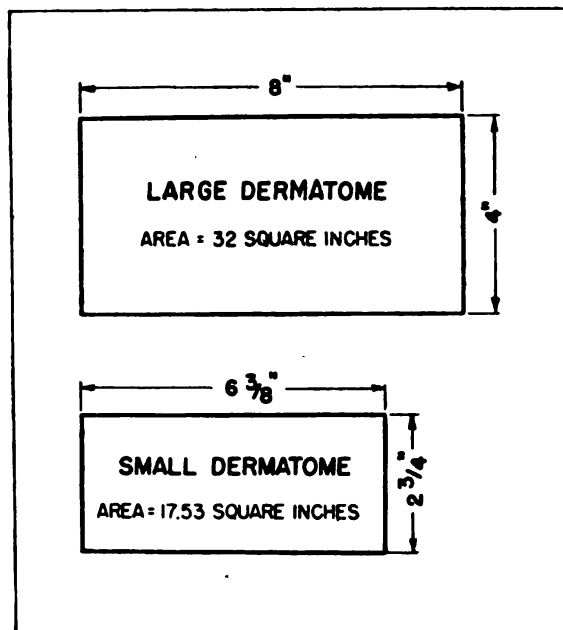 8"
LARGE DERMATOME
AREA = 32 SQUARE INCHES
4"
6 3/8"
SMALL DERMATOME
AREA = 17.53 SQUARE INCHES
2 3/4"